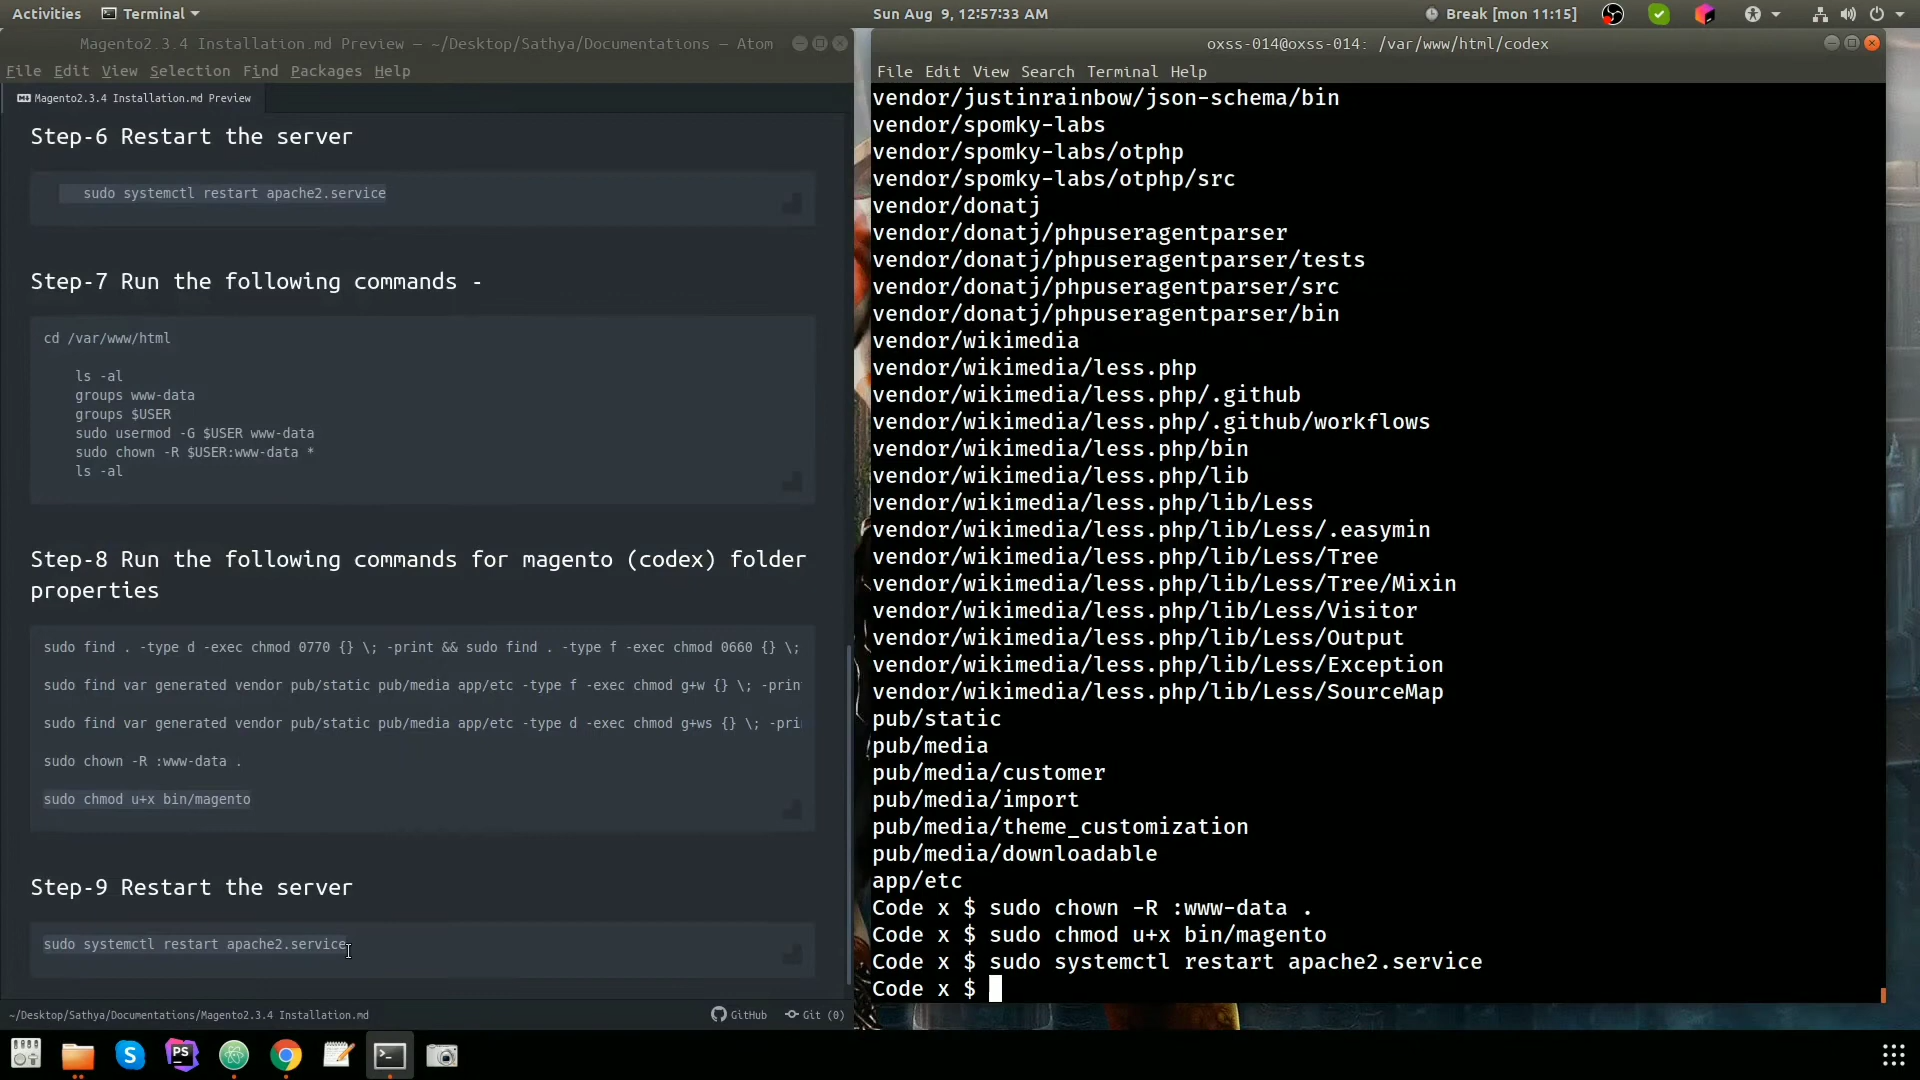 Activities
Terminal
Sun Aug 9, 12:57:33 AM
Break [mon 11:15]
Magento2.3.4 Installation.md Preview — ~/Desktop/Sathya/Documentations — Atom
File Edit View Selection Find Packages Help
Magento2.3.4 Installation.md Preview
Step-6 Restart the server
sudo systemctl restart apache2.service
Step-7 Run the following commands -
cd /var/www/html
ls -al
groups www-data
groups $USER
sudo usermod -G $USER www-data
sudo chown -R $USER:www-data *
ls -al
Step-8 Run the following commands for magento (codex) folder
properties
sudo find . -type d -exec chmod 0770 {} \; -print && sudo find . -type f -exec chmod 0660 {} \;
sudo find var generated vendor pub/static pub/media app/etc -type f -exec chmod g+w {} \; -prin
sudo find var generated vendor pub/static pub/media app/etc -type d -exec chmod g+ws {} \; -pri
sudo chown -R :www-data .
sudo chmod u+x bin/magento
Step-9 Restart the server
sudo systemctl restart apache2.service
~/Desktop/Sathya/Documentations/Magento2.3.4 Installation.md
GitHub
Git (0)
oxss-014@oxss-014: /var/www/html/codex
File Edit View Search Terminal Help
vendor/justinrainbow/json-schema/bin
vendor/spomky-labs
vendor/spomky-labs/otphp
vendor/spomky-labs/otphp/src
vendor/donatj
vendor/donatj/phpuseragentparser
vendor/donatj/phpuseragentparser/tests
vendor/donatj/phpuseragentparser/src
vendor/donatj/phpuseragentparser/bin
vendor/wikimedia
vendor/wikimedia/less.php
vendor/wikimedia/less.php/.github
vendor/wikimedia/less.php/.github/workflows
vendor/wikimedia/less.php/bin
vendor/wikimedia/less.php/lib
vendor/wikimedia/less.php/lib/Less
vendor/wikimedia/less.php/lib/Less/.easymin
vendor/wikimedia/less.php/lib/Less/Tree
vendor/wikimedia/less.php/lib/Less/Tree/Mixin
vendor/wikimedia/less.php/lib/Less/Visitor
vendor/wikimedia/less.php/lib/Less/Output
vendor/wikimedia/less.php/lib/Less/Exception
vendor/wikimedia/less.php/lib/Less/SourceMap
pub/static
pub/media
pub/media/customer
pub/media/import
pub/media/theme_customization
pub/media/downloadable
app/etc
Code x $ sudo chown -R :www-data .
Code x $ sudo chmod u+x bin/magento
Code x $ sudo systemctl restart apache2.service
Code x $
S
PS